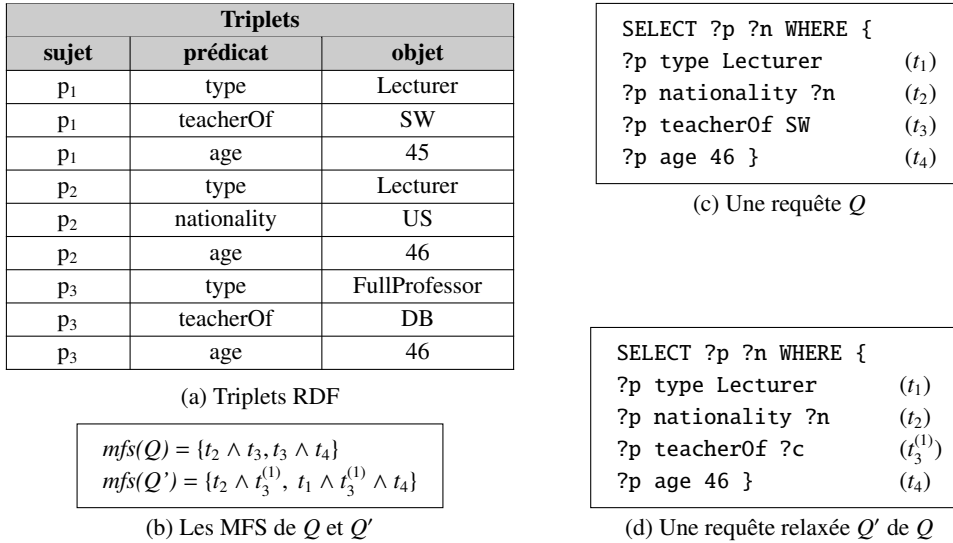 Triplets
sujet prédicat objet
p₁ type Lecturer
p₁ teacherOf SW
p₁ age 45
p₂ type Lecturer
p₂ nationality US
p₂ age 46
p₃ type FullProfessor
p₃ teacherOf DB
p₃ age 46
(a) Triplets RDF
mfs(Q) = {t₂ ∧ t₃, t₃ ∧ t₄}
mfs(Q’) = {t₂ ∧ t₃⁽¹⁾, t₁ ∧ t₃⁽¹⁾ ∧ t₄}
(b) Les MFS de Q et Q′
SELECT ?p ?n WHERE {
?p type Lecturer (t₁)
?p nationality ?n (t₂)
?p teacherOf SW (t₃)
?p age 46 } (t₄)
(c) Une requête Q
SELECT ?p ?n WHERE {
?p type Lecturer (t₁)
?p nationality ?n (t₂)
?p teacherOf ?c (t₃⁽¹⁾)
?p age 46 } (t₄)
(d) Une requête relaxée Q′ de Q